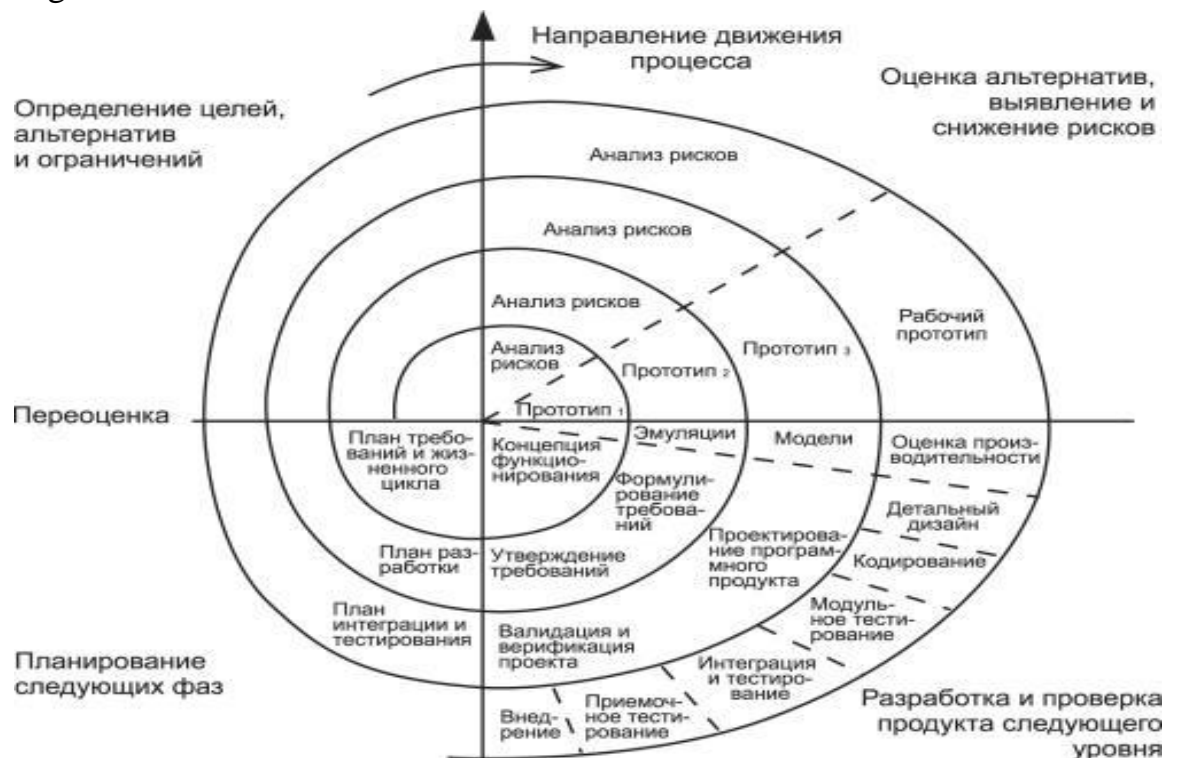 Направление движения
процесса
Оценка альтернатив,
выявление и
снижение рисков
Определение целей,
альтернатив
и ограничений
Анализ рисков
Анализ рисков
Анализ рисков
Рабочий
прототип
Анализ
рисков
Прототип 3
Прототип 2
Прототип 1
Переоценка
План требо-
ваний и жиз-
ненного
цикла
Концепция
функцио-
нирования
Эмуляции
Модели
Оценка произ-
водительности
Формули-
рование
требова-
ний
Детальный
дизайн
План раз-
работки
Утверждение
требований
Проектирова-
ние програм-
много
продукта
Кодирование
План
интеграции и
тестирования
Валидация и
верификация
проекта
Модуль-
ное тести-
рование
Интеграция
и тестиро-
вание
Планирование
следующих фаз
Внед-
рение
Приемоч-
ное тести-
рование
Разработка и проверка
продукта следующего
уровня